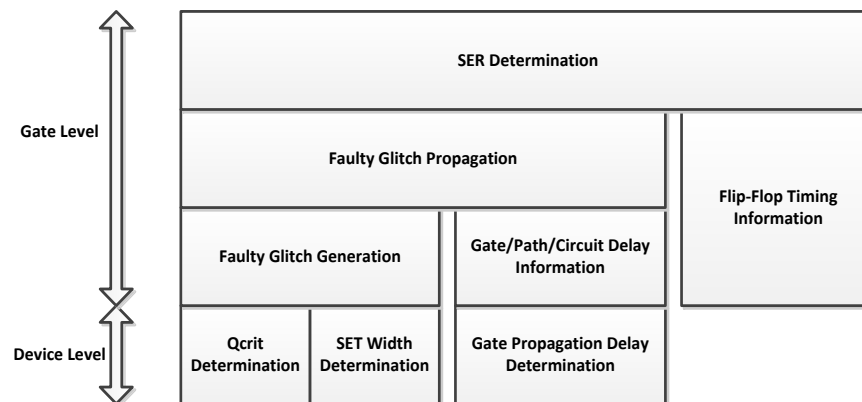 SER Determination
Gate Level
Faulty Glitch Propagation
Flip-Flop Timing
Information
Faulty Glitch Generation
Gate/Path/Circuit Delay
Information
Device Level
Qcrit
Determination
SET Width
Determination
Gate Propagation Delay
Determination